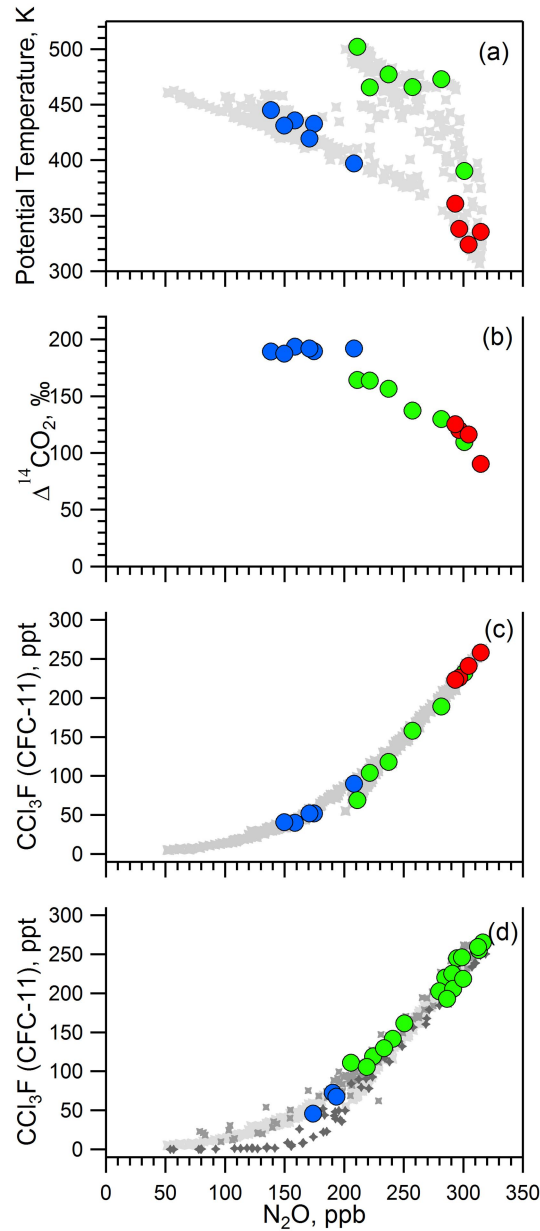 (a)
Potential Temperature, K
500
450
400
350
300
(b)
Δ¹⁴CO₂, ‰
200
150
100
50
0
(c)
CCl₃F (CFC-11), ppt
300
250
200
150
100
50
0
(d)
CCl₃F (CFC-11), ppt
300
250
200
150
100
50
0
0 50 100 150 200 250 300 350
N₂O, ppb